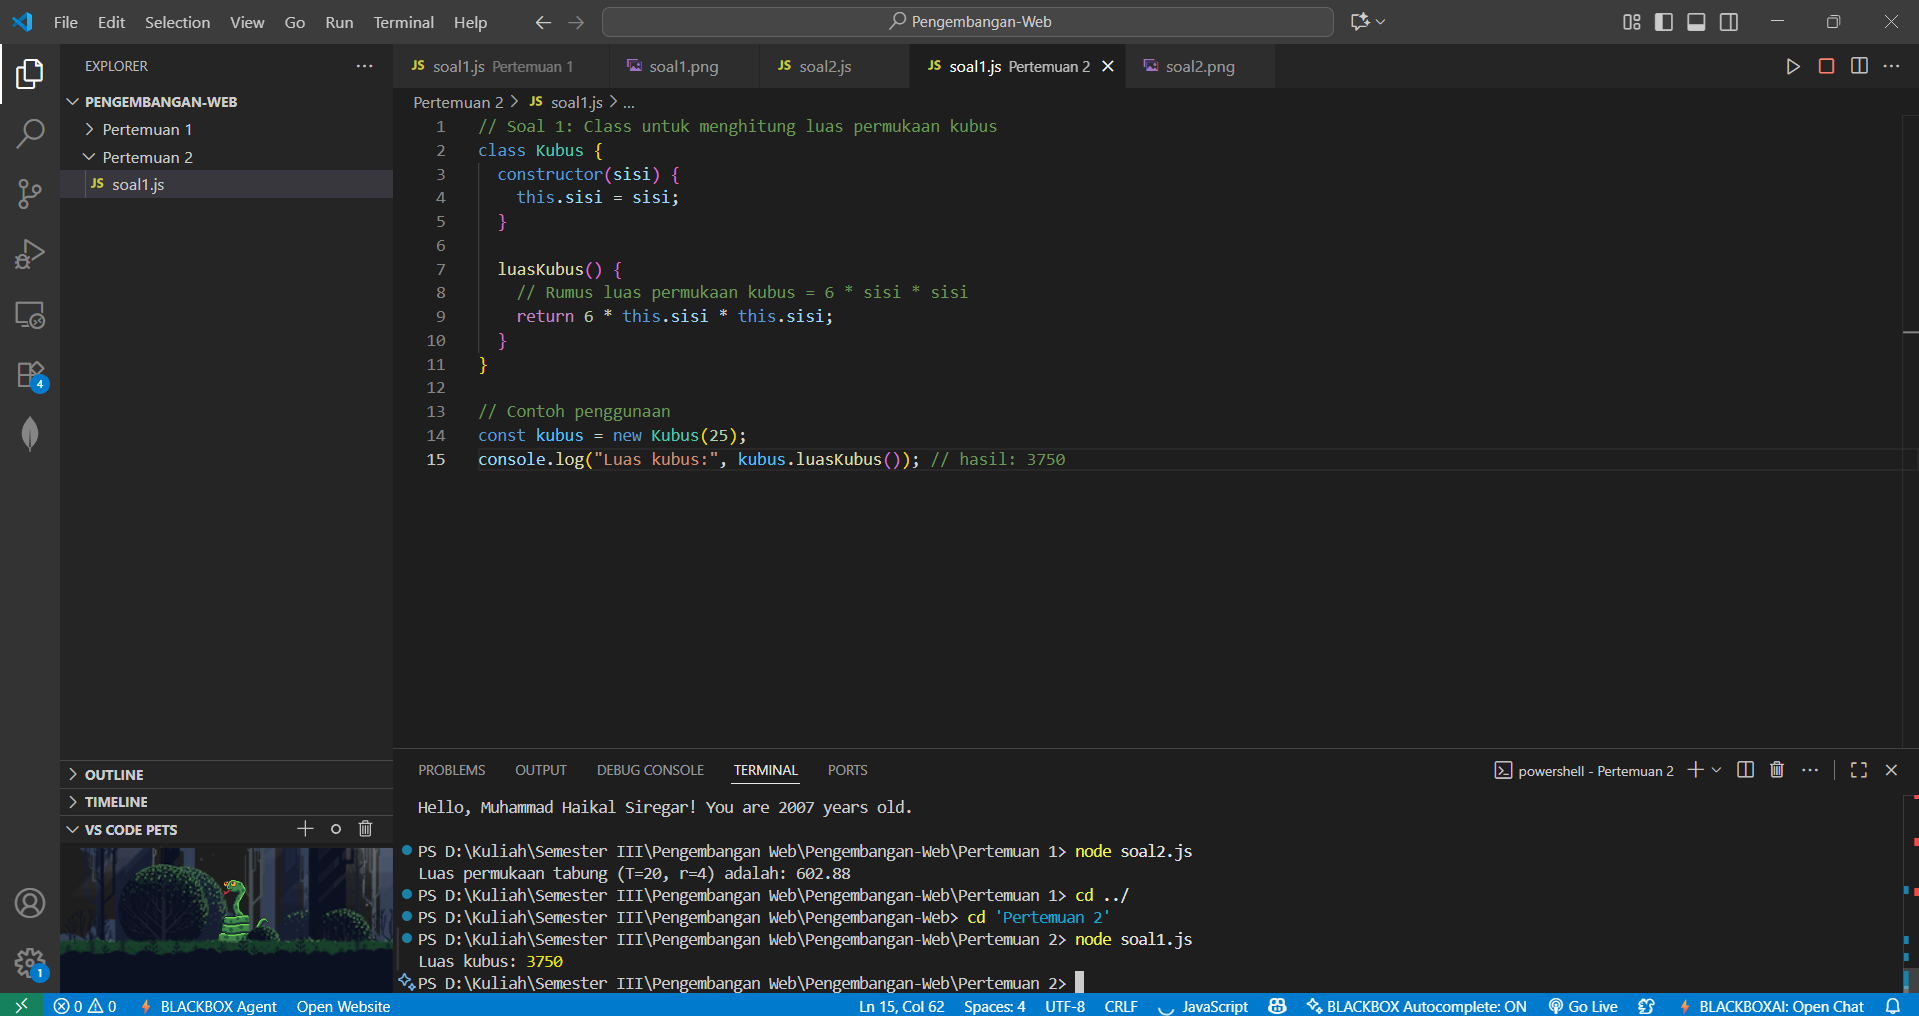 File Edit Selection View Go Run Terminal Help
Pengembangan-Web
EXPLORER
PENGEMBANGAN-WEB
Pertemuan 1
Pertemuan 2
JS soal1.js
OUTLINE
TIMELINE
VS CODE PETS
4
1
JS soal1.js Pertemuan 1 soal1.png JS soal2.js JS soal1.js Pertemuan 2 soal2.png
Pertemuan 2 > JS soal1.js > ...
1 // Soal 1: Class untuk menghitung luas permukaan kubus
2 class Kubus {
3 constructor(sisi) {
4 this.sisi = sisi;
5 }
6
7 luasKubus() {
8 // Rumus luas permukaan kubus = 6 * sisi * sisi
9 return 6 * this.sisi * this.sisi;
10 }
11 }
12
13 // Contoh penggunaan
14 const kubus = new Kubus(25);
15 console.log("Luas kubus:", kubus.luasKubus()); // hasil: 3750
PROBLEMS OUTPUT DEBUG CONSOLE TERMINAL PORTS
powershell - Pertemuan 2
Hello, Muhammad Haikal Siregar! You are 2007 years old.
PS D:\Kuliah\Semester III\Pengembangan Web\Pengembangan-Web\Pertemuan 1> node soal2.js
Luas permukaan tabung (T=20, r=4) adalah: 602.88
PS D:\Kuliah\Semester III\Pengembangan Web\Pengembangan-Web\Pertemuan 1> cd ../
PS D:\Kuliah\Semester III\Pengembangan Web\Pengembangan-Web> cd 'Pertemuan 2'
PS D:\Kuliah\Semester III\Pengembangan Web\Pengembangan-Web\Pertemuan 2> node soal1.js
Luas kubus: 3750
PS D:\Kuliah\Semester III\Pengembangan Web\Pengembangan-Web\Pertemuan 2>
0 0 BLACKBOX Agent Open Website Ln 15, Col 62 Spaces: 4 UTF-8 CRLF JavaScript BLACKBOX Autocomplete: ON Go Live BLACKBOXAI: Open Chat